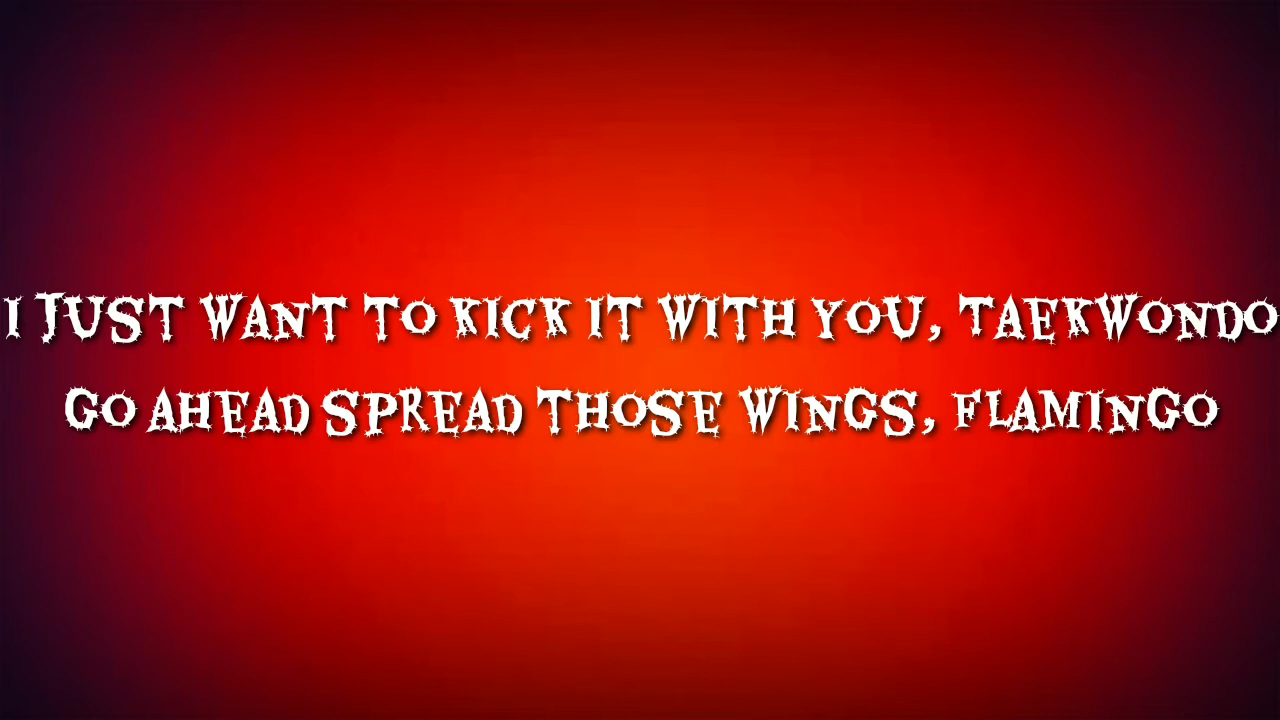 I JUST WANT TO KICK IT WITH YOU, TAEKWONDO
GO AHEAD SPREAD THOSE WINGS, FLAMINGO